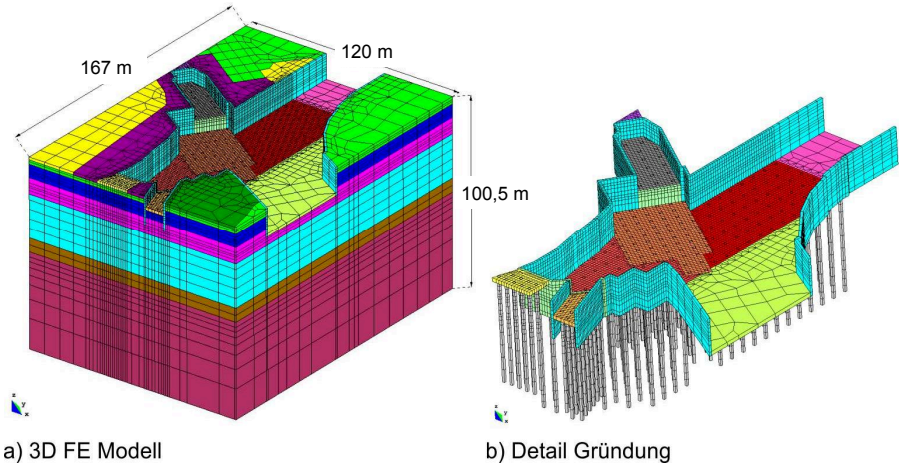 167 m
120 m
100,5 m
z
y
x
z
y
x
a) 3D FE Modell
b) Detail Gründung